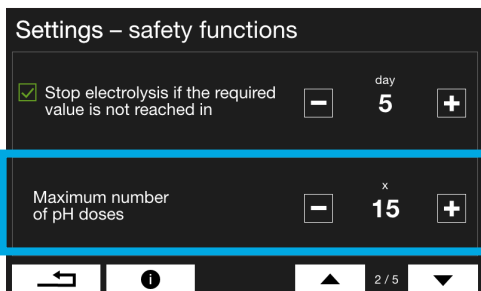 Settings – safety functions
day
Stop electrolysis if the required
value is not reached in
5
x
Maximum number
of pH doses
15
2 / 5